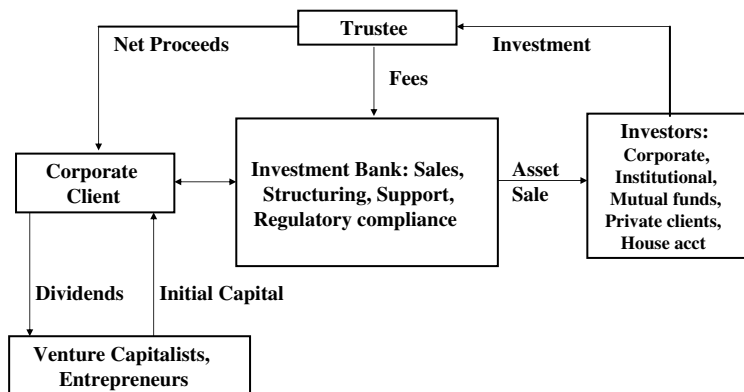 Trustee
Net Proceeds
Investment
Fees
Corporate
Client
Investment Bank: Sales,
Structuring, Support,
Regulatory compliance
Asset
Sale
Investors:
Corporate,
Institutional,
Mutual funds,
Private clients,
House acct
Dividends
Initial Capital
Venture Capitalists,
Entrepreneurs